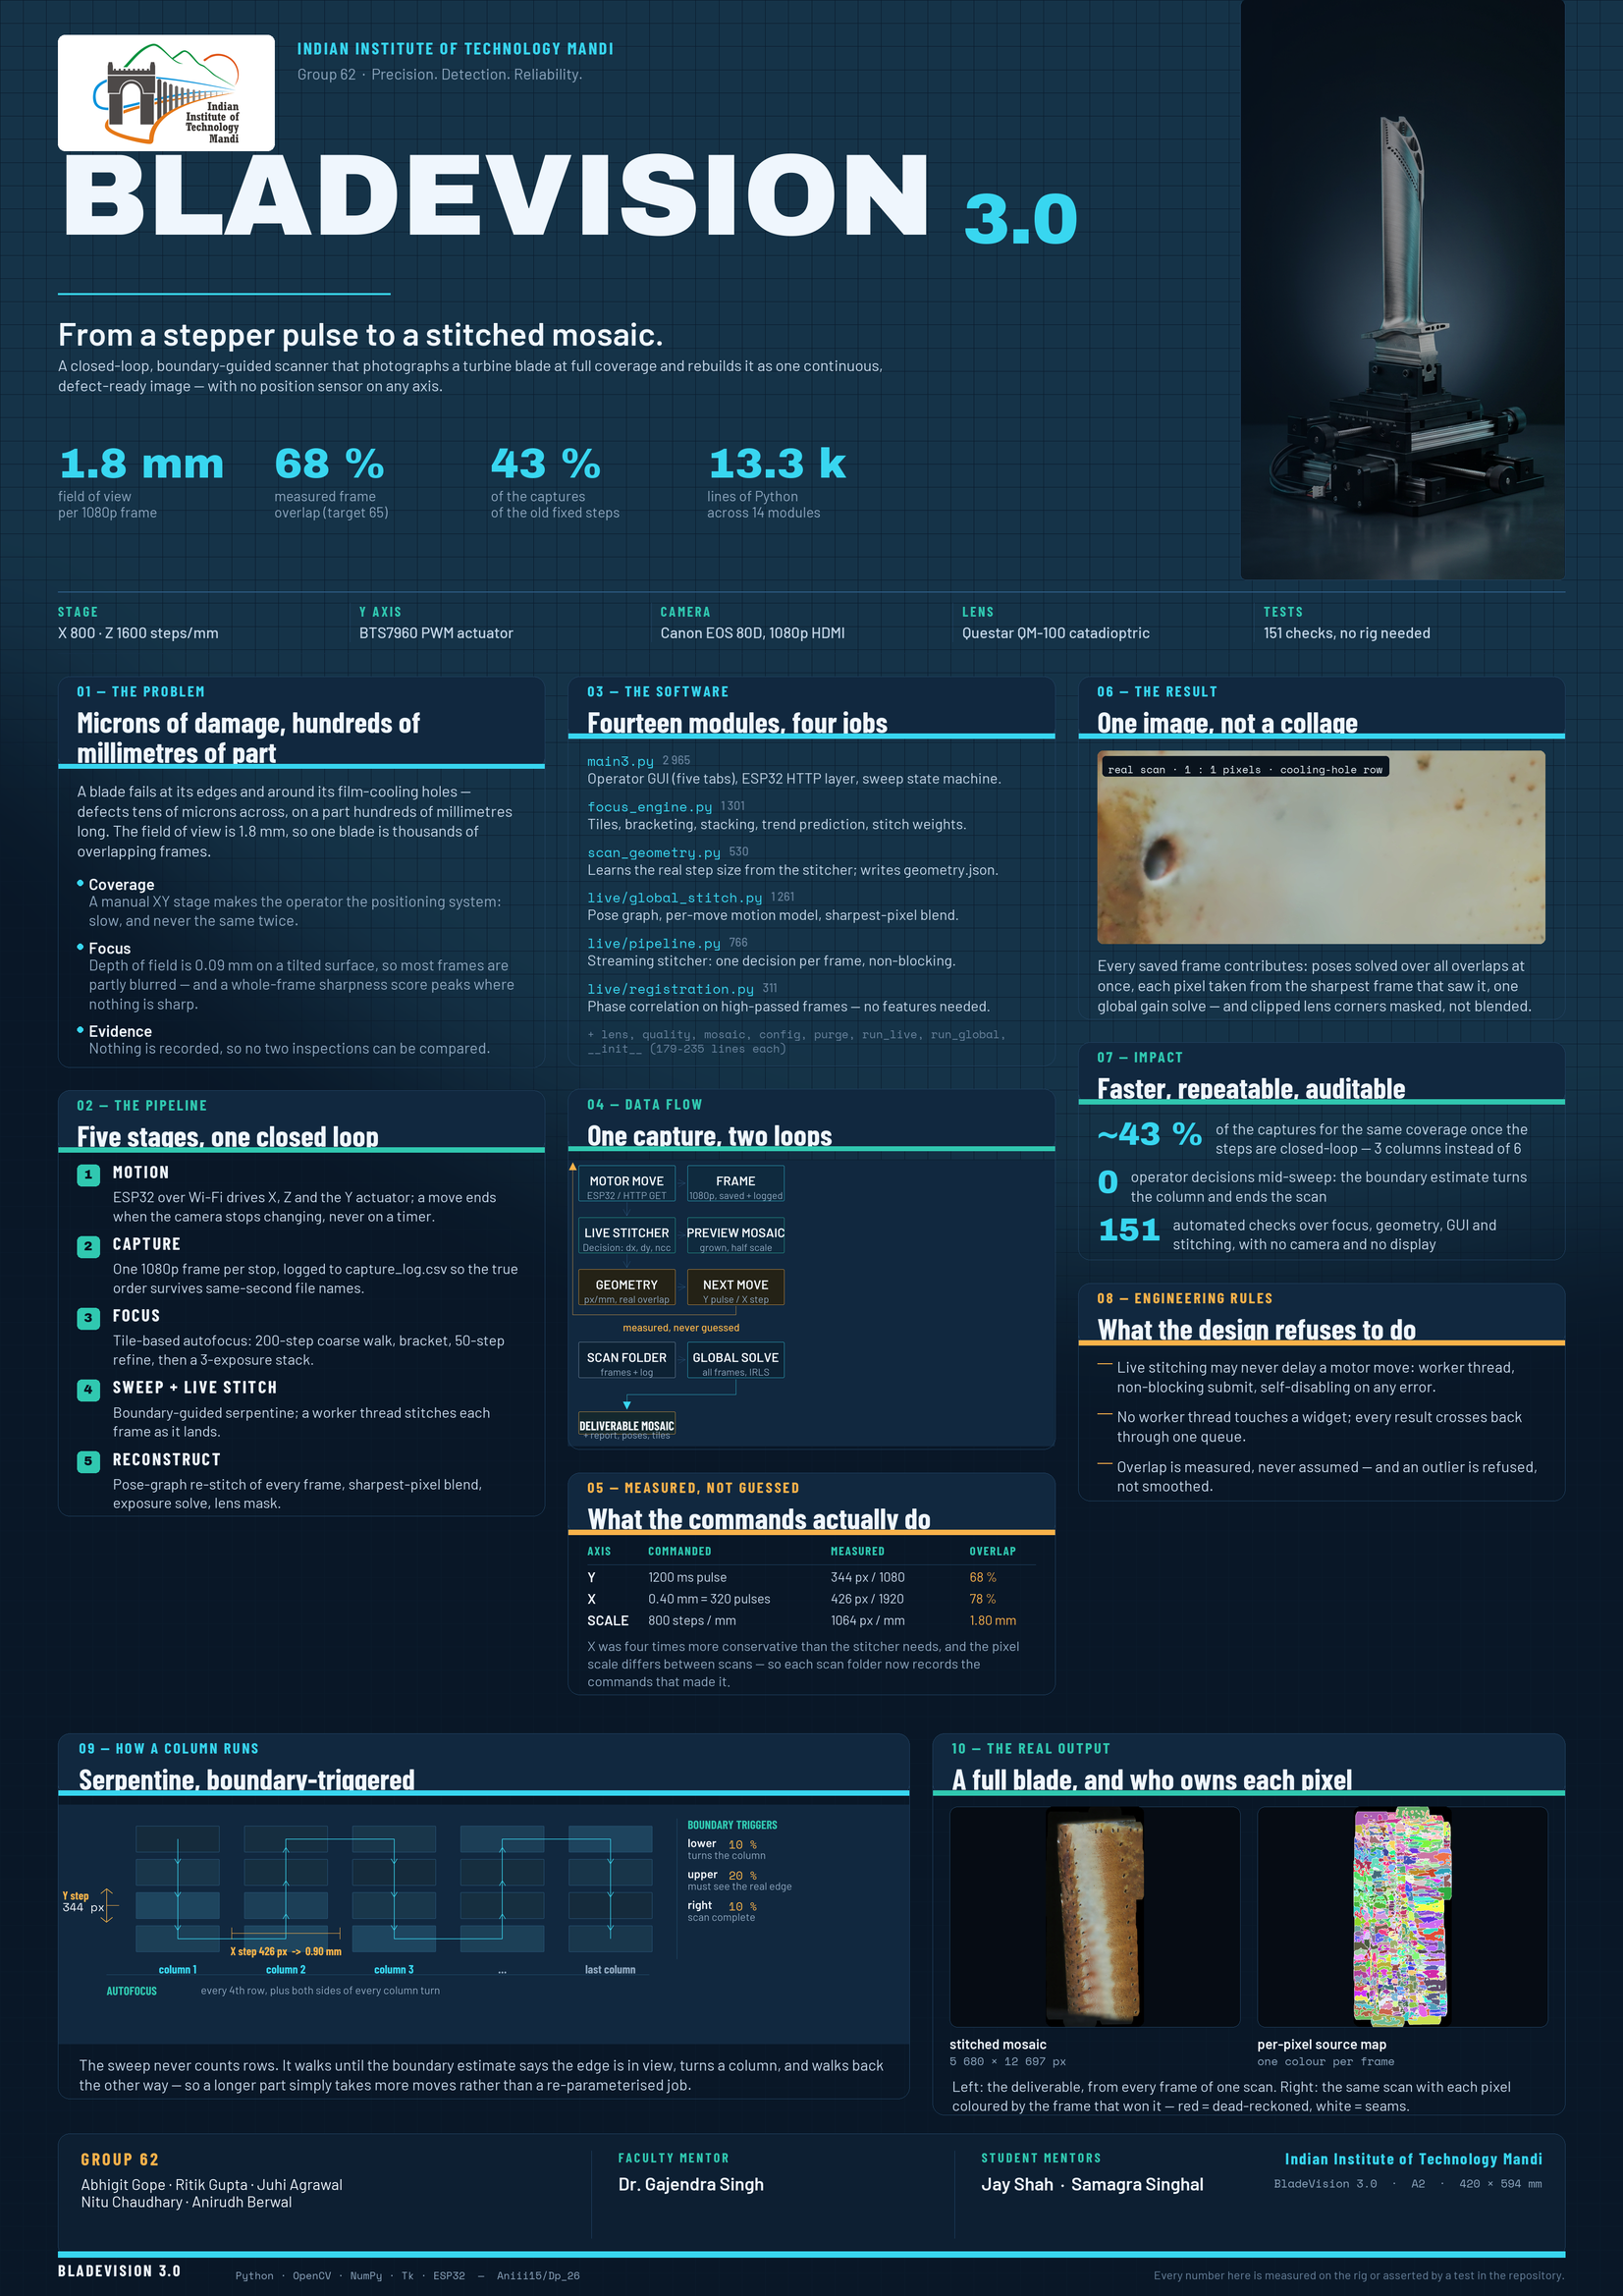 Indian
Institute of
Technology
Mandi
INDIAN INSTITUTE OF TECHNOLOGY MANDI
Group 62 · Precision. Detection. Reliability.
BLADEVISION 3.0
From a stepper pulse to a stitched mosaic.
A closed-loop, boundary-guided scanner that photographs a turbine blade at full coverage and rebuilds it as one continuous,
defect-ready image — with no position sensor on any axis.
1.8 mm
field of view
per 1080p frame
68 %
measured frame
overlap (target 65)
43 %
of the captures
of the old fixed steps
13.3 k
lines of Python
across 14 modules
STAGE
X 800 · Z 1600 steps/mm
Y AXIS
BTS7960 PWM actuator
CAMERA
Canon EOS 80D, 1080p HDMI
LENS
Questar QM-100 catadioptric
TESTS
151 checks, no rig needed
01 — THE PROBLEM
Microns of damage, hundreds of
millimetres of part
A blade fails at its edges and around its film-cooling holes —
defects tens of microns across, on a part hundreds of millimetres
long. The field of view is 1.8 mm, so one blade is thousands of
overlapping frames.
Coverage
A manual XY stage makes the operator the positioning system:
slow, and never the same twice.
Focus
Depth of field is 0.09 mm on a tilted surface, so most frames are
partly blurred — and a whole-frame sharpness score peaks where
nothing is sharp.
Evidence
Nothing is recorded, so no two inspections can be compared.
02 — THE PIPELINE
Five stages, one closed loop
1 MOTION
ESP32 over Wi-Fi drives X, Z and the Y actuator; a move ends
when the camera stops changing, never on a timer.
2 CAPTURE
One 1080p frame per stop, logged to capture_log.csv so the true
order survives same-second file names.
3 FOCUS
Tile-based autofocus: 200-step coarse walk, bracket, 50-step
refine, then a 3-exposure stack.
4 SWEEP + LIVE STITCH
Boundary-guided serpentine; a worker thread stitches each
frame as it lands.
5 RECONSTRUCT
Pose-graph re-stitch of every frame, sharpest-pixel blend,
exposure solve, lens mask.
03 — THE SOFTWARE
Fourteen modules, four jobs
main3.py 2 965
Operator GUI (five tabs), ESP32 HTTP layer, sweep state machine.
focus_engine.py 1 301
Tiles, bracketing, stacking, trend prediction, stitch weights.
scan_geometry.py 530
Learns the real step size from the stitcher; writes geometry.json.
live/global_stitch.py 1 261
Pose graph, per-move motion model, sharpest-pixel blend.
live/pipeline.py 766
Streaming stitcher: one decision per frame, non-blocking.
live/registration.py 311
Phase correlation on high-passed frames — no features needed.
+ lens, quality, mosaic, config, purge, run_live, run_global,
__init__ (179-235 lines each)
04 — DATA FLOW
One capture, two loops
MOTOR MOVE
ESP32 / HTTP GET
FRAME
1080p, saved + logged
LIVE STITCHER
Decision: dx, dy, ncc
PREVIEW MOSAIC
grown, half scale
GEOMETRY
px/mm, real overlap
NEXT MOVE
Y pulse / X step
measured, never guessed
SCAN FOLDER
frames + log
GLOBAL SOLVE
all frames, IRLS
DELIVERABLE MOSAIC
+ report, poses, tiles
05 — MEASURED, NOT GUESSED
What the commands actually do
AXIS COMMANDED MEASURED OVERLAP
Y 1200 ms pulse 344 px / 1080 68 %
X 0.40 mm = 320 pulses 426 px / 1920 78 %
SCALE 800 steps / mm 1064 px / mm 1.80 mm
X was four times more conservative than the stitcher needs, and the pixel
scale differs between scans — so each scan folder now records the
commands that made it.
06 — THE RESULT
One image, not a collage
real scan · 1 : 1 pixels · cooling-hole row
Every saved frame contributes: poses solved over all overlaps at
once, each pixel taken from the sharpest frame that saw it, one
global gain solve — and clipped lens corners masked, not blended.
07 — IMPACT
Faster, repeatable, auditable
~43 % of the captures for the same coverage once the
steps are closed-loop — 3 columns instead of 6
0 operator decisions mid-sweep: the boundary estimate turns
the column and ends the scan
151 automated checks over focus, geometry, GUI and
stitching, with no camera and no display
08 — ENGINEERING RULES
What the design refuses to do
— Live stitching may never delay a motor move: worker thread,
non-blocking submit, self-disabling on any error.
— No worker thread touches a widget; every result crosses back
through one queue.
— Overlap is measured, never assumed — and an outlier is refused,
not smoothed.
09 — HOW A COLUMN RUNS
Serpentine, boundary-triggered
Y step
344 px
X step 426 px -> 0.90 mm
column 1 column 2 column 3 ... last column
AUTOFOCUS every 4th row, plus both sides of every column turn
BOUNDARY TRIGGERS
lower 10 %
turns the column
upper 20 %
must see the real edge
right 10 %
scan complete
The sweep never counts rows. It walks until the boundary estimate says the edge is in view, turns a column, and walks back
the other way — so a longer part simply takes more moves rather than a re-parameterised job.
10 — THE REAL OUTPUT
A full blade, and who owns each pixel
stitched mosaic
5 680 × 12 697 px
per-pixel source map
one colour per frame
Left: the deliverable, from every frame of one scan. Right: the same scan with each pixel
coloured by the frame that won it — red = dead-reckoned, white = seams.
GROUP 62
Abhigit Gope · Ritik Gupta · Juhi Agrawal
Nitu Chaudhary · Anirudh Berwal
FACULTY MENTOR
Dr. Gajendra Singh
STUDENT MENTORS
Jay Shah · Samagra Singhal
Indian Institute of Technology Mandi
BladeVision 3.0 · A2 · 420 × 594 mm
BLADEVISION 3.0
Python · OpenCV · NumPy · Tk · ESP32 — Aniii15/Dp_26
Every number here is measured on the rig or asserted by a test in the repository.